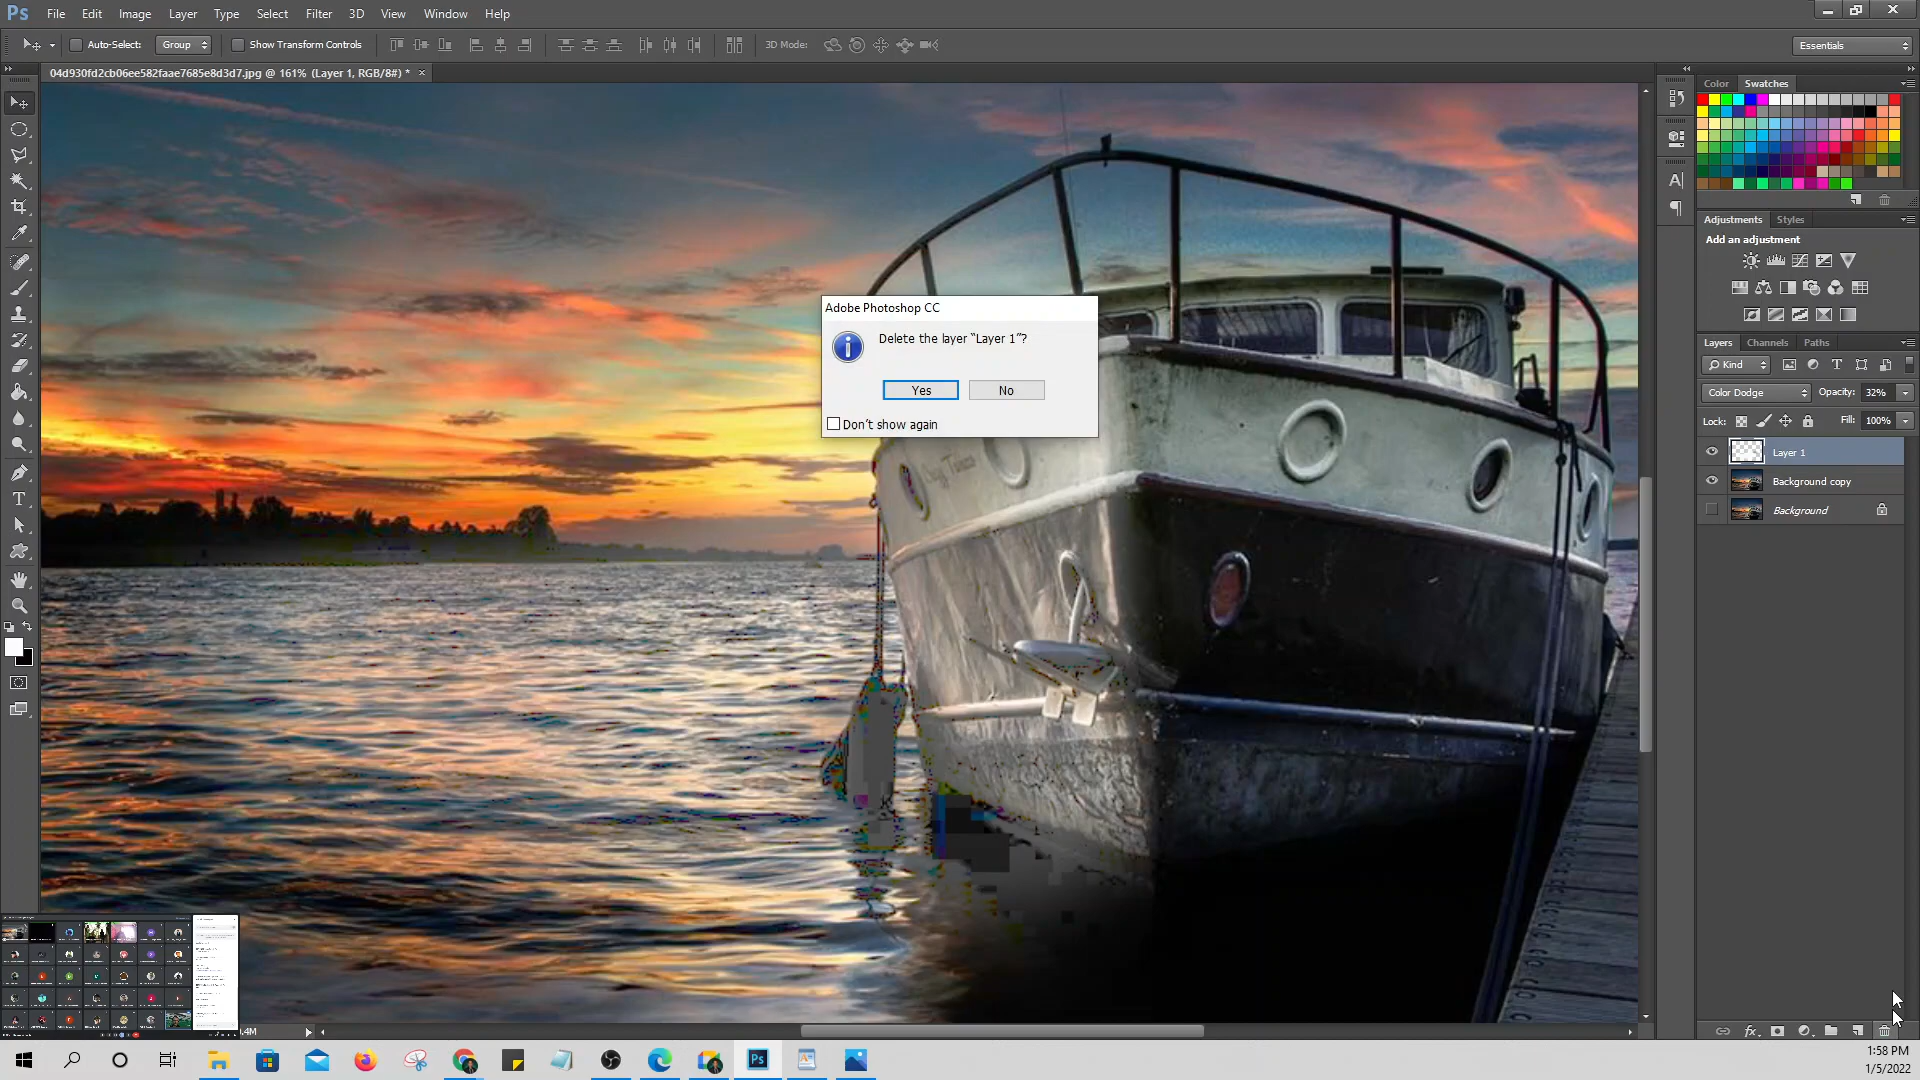 Ps File Edit Image Layer Type Select Filter 3D View Window Help
Auto-Select: Group Show Transform Controls 3D Mode: Essentials
04d930fd2cb06ee582faae7685e8d3d7.jpg @ 161% (Layer 1, RGB/8#) * ×
Color Swatches
Adjustments Styles
Add an adjustment
Adobe Photoshop CC
Delete the layer “Layer 1”?
Yes No
Don't show again
Layers Channels Paths
Kind
Color Dodge Opacity: 32%
Lock: Fill: 100%
Layer 1
Background copy
Background
.4M
Ps
1:58 PM
1/5/2022